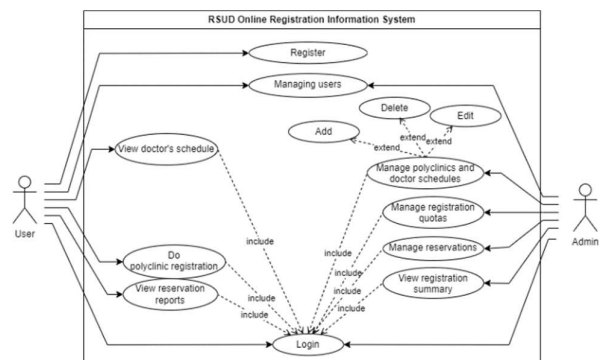 RSUD Online Registration Information System
Register
Managing users
Delete
Edit
Add
extend
extend
extend
View doctor's schedule
Manage polyclinics and
doctor schedules
User
Admin
Manage registration
quotas
include
include
include
Manage reservations
Do
polyclinic registration
View registration
summary
View reservation
reports
include
include
include
include
Login